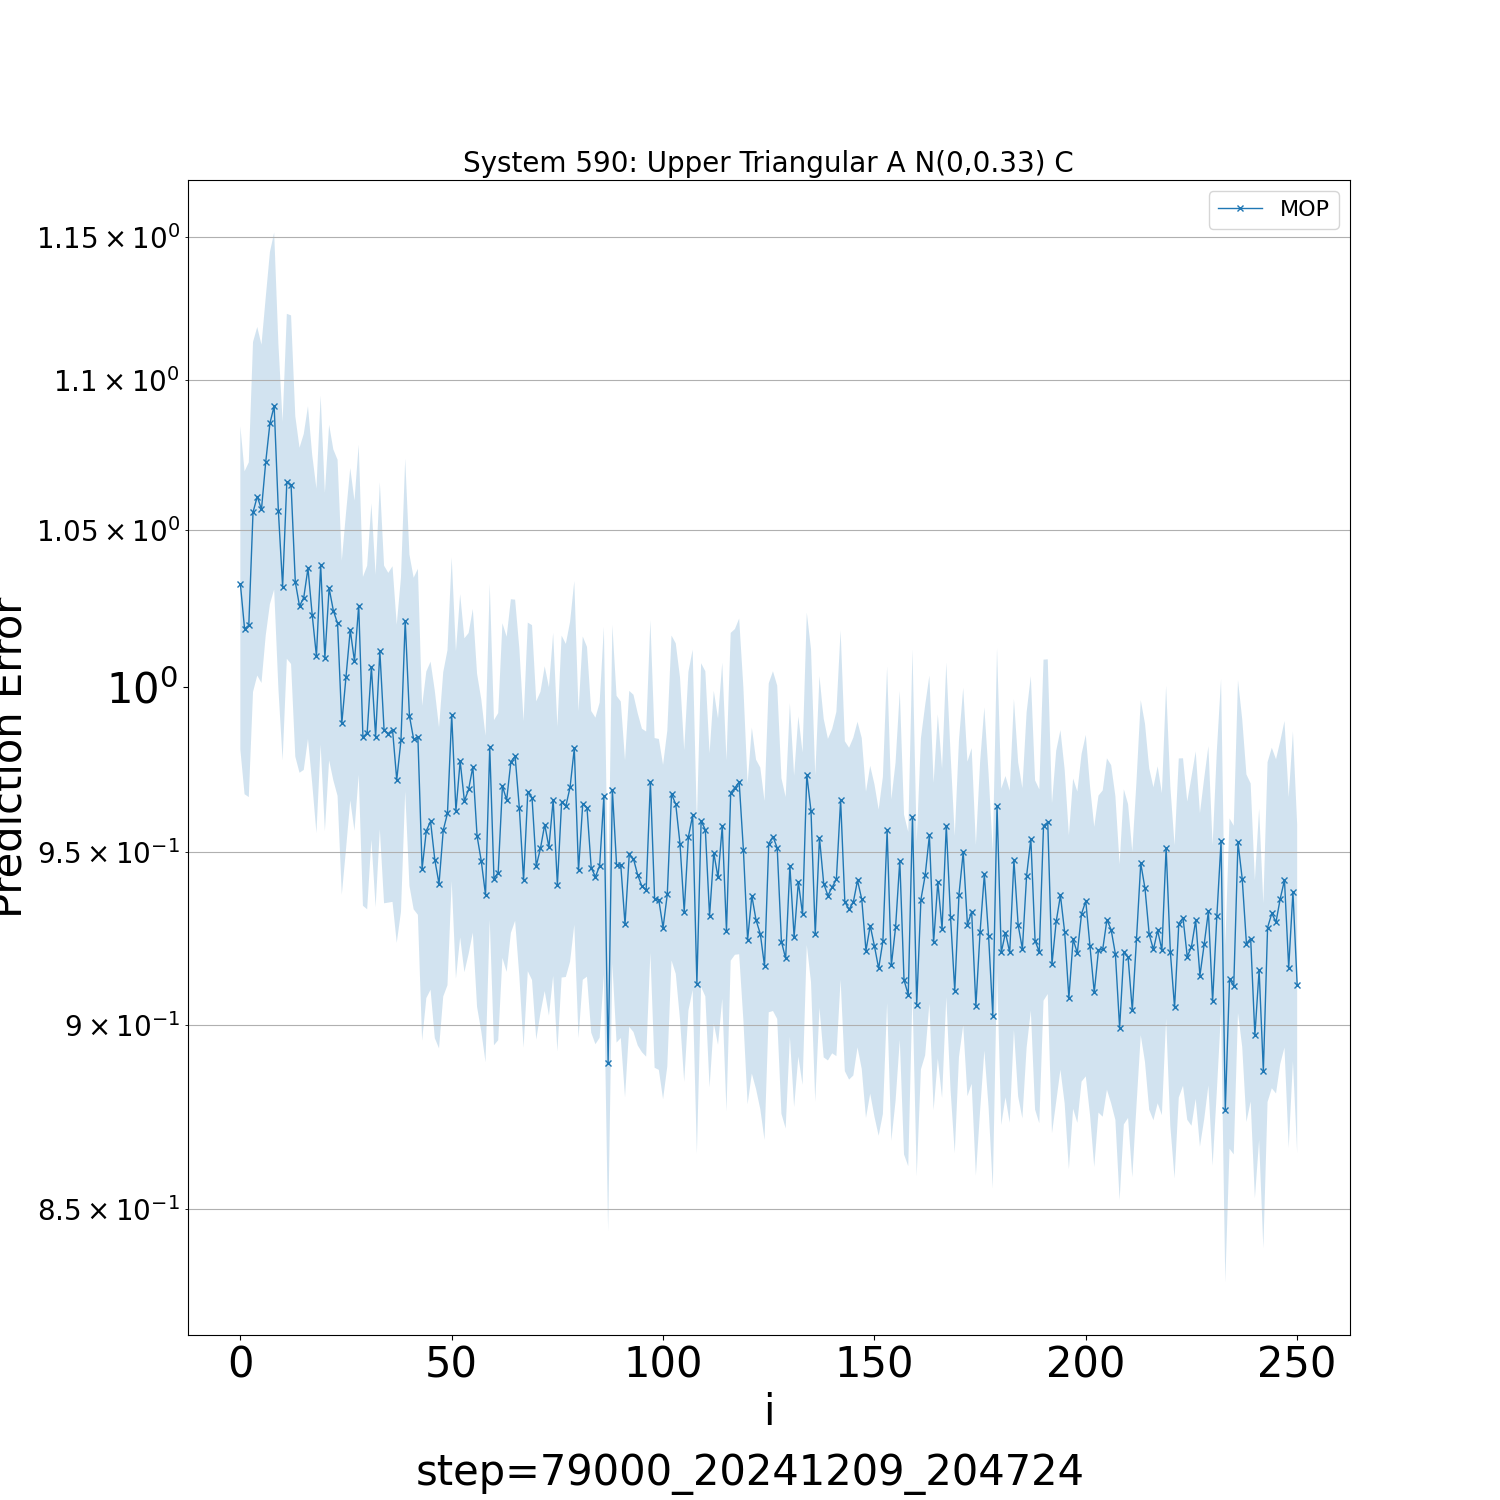 System 590: Upper Triangular A N(0,0.33) C
MOP
1.15 × 10⁰
1.1 × 10⁰
1.05 × 10⁰
10⁰
9.5 × 10⁻¹
9 × 10⁻¹
8.5 × 10⁻¹
Prediction Error
0 50 100 150 200 250
i
step=79000_20241209_204724